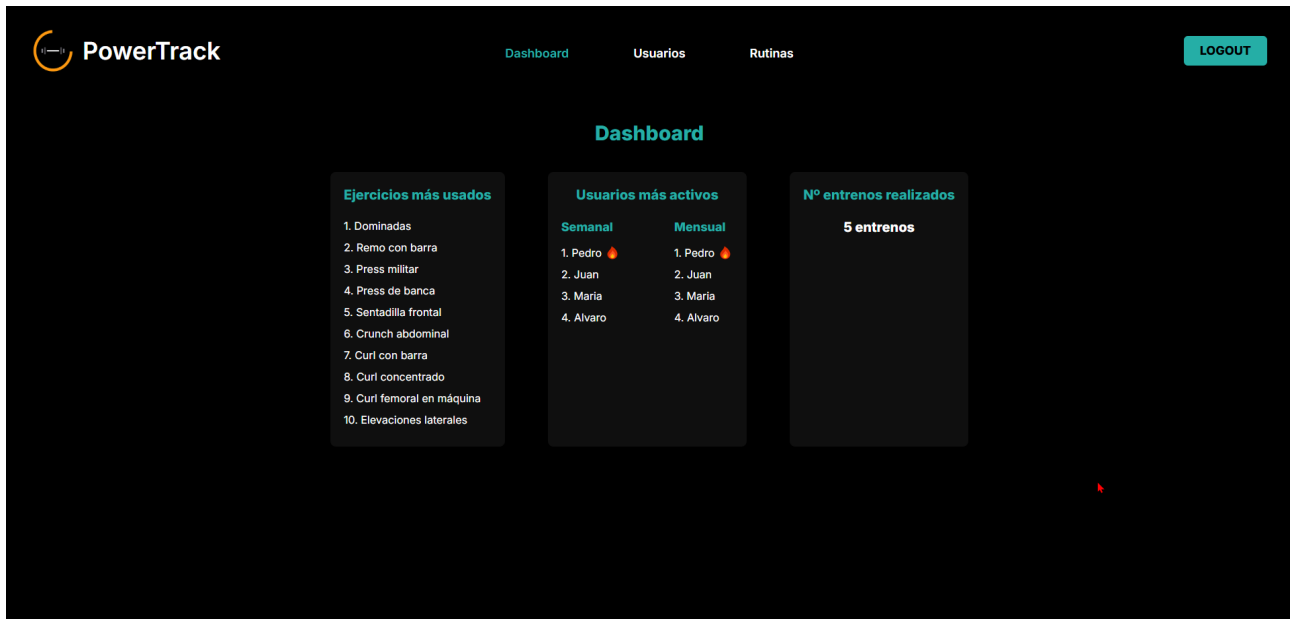 PowerTrack
Dashboard Usuarios Rutinas
LOGOUT
Dashboard
Ejercicios más usados
1. Dominadas
2. Remo con barra
3. Press militar
4. Press de banca
5. Sentadilla frontal
6. Crunch abdominal
7. Curl con barra
8. Curl concentrado
9. Curl femoral en máquina
10. Elevaciones laterales
Usuarios más activos
Semanal
1. Pedro 🔥
2. Juan
3. Maria
4. Alvaro
Mensual
1. Pedro 🔥
2. Juan
3. Maria
4. Alvaro
Nº entrenos realizados
5 entrenos